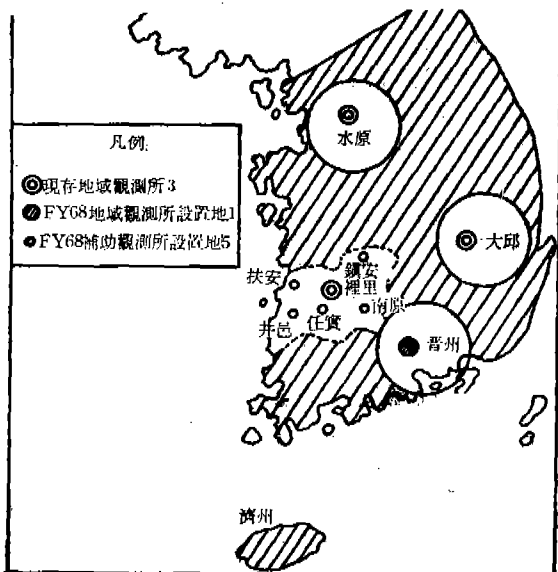 凡例:
現在地域観測所3
FY68地域観測所設置地1
FY68補助観測所設置地5
水原
大邱
扶安
鎭安
裡里
井邑
任實
南原
晋州
濟州